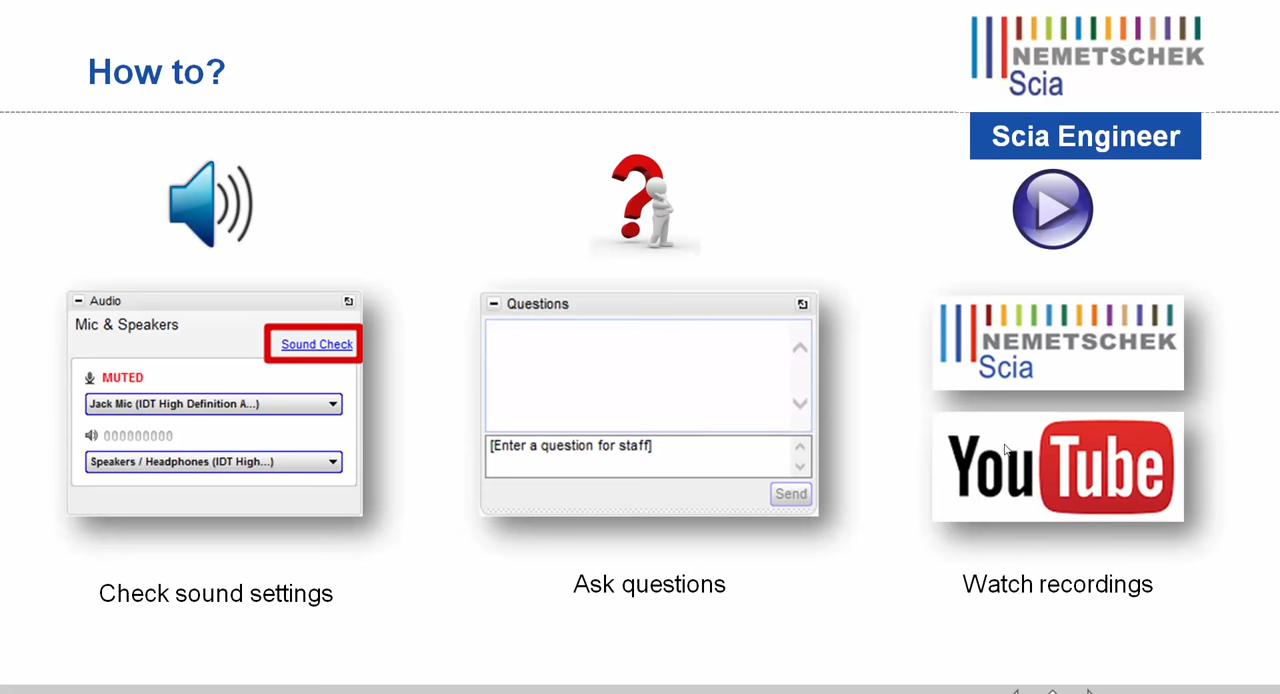 How to?
NEMETSCHEK
Scia
Scia Engineer
Audio
Mic & Speakers
Sound Check
MUTED
Jack Mic (IDT High Definition A...)
000000000
Speakers / Headphones (IDT High...)
Check sound settings
Questions
[Enter a question for staff]
Send
Ask questions
NEMETSCHEK
Scia
YouTube
Watch recordings